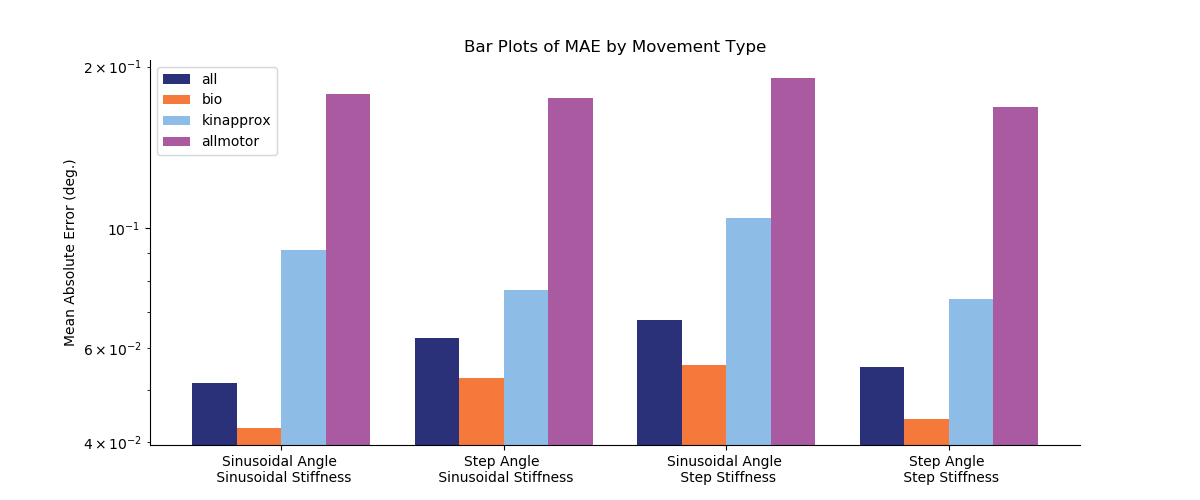 Bar Plots of MAE by Movement Type
Mean Absolute Error (deg.)
2 × 10⁻¹
10⁻¹
6 × 10⁻²
4 × 10⁻²
all
bio
kinapprox
allmotor
Sinusoidal Angle
Sinusoidal Stiffness
Step Angle
Sinusoidal Stiffness
Sinusoidal Angle
Step Stiffness
Step Angle
Step Stiffness